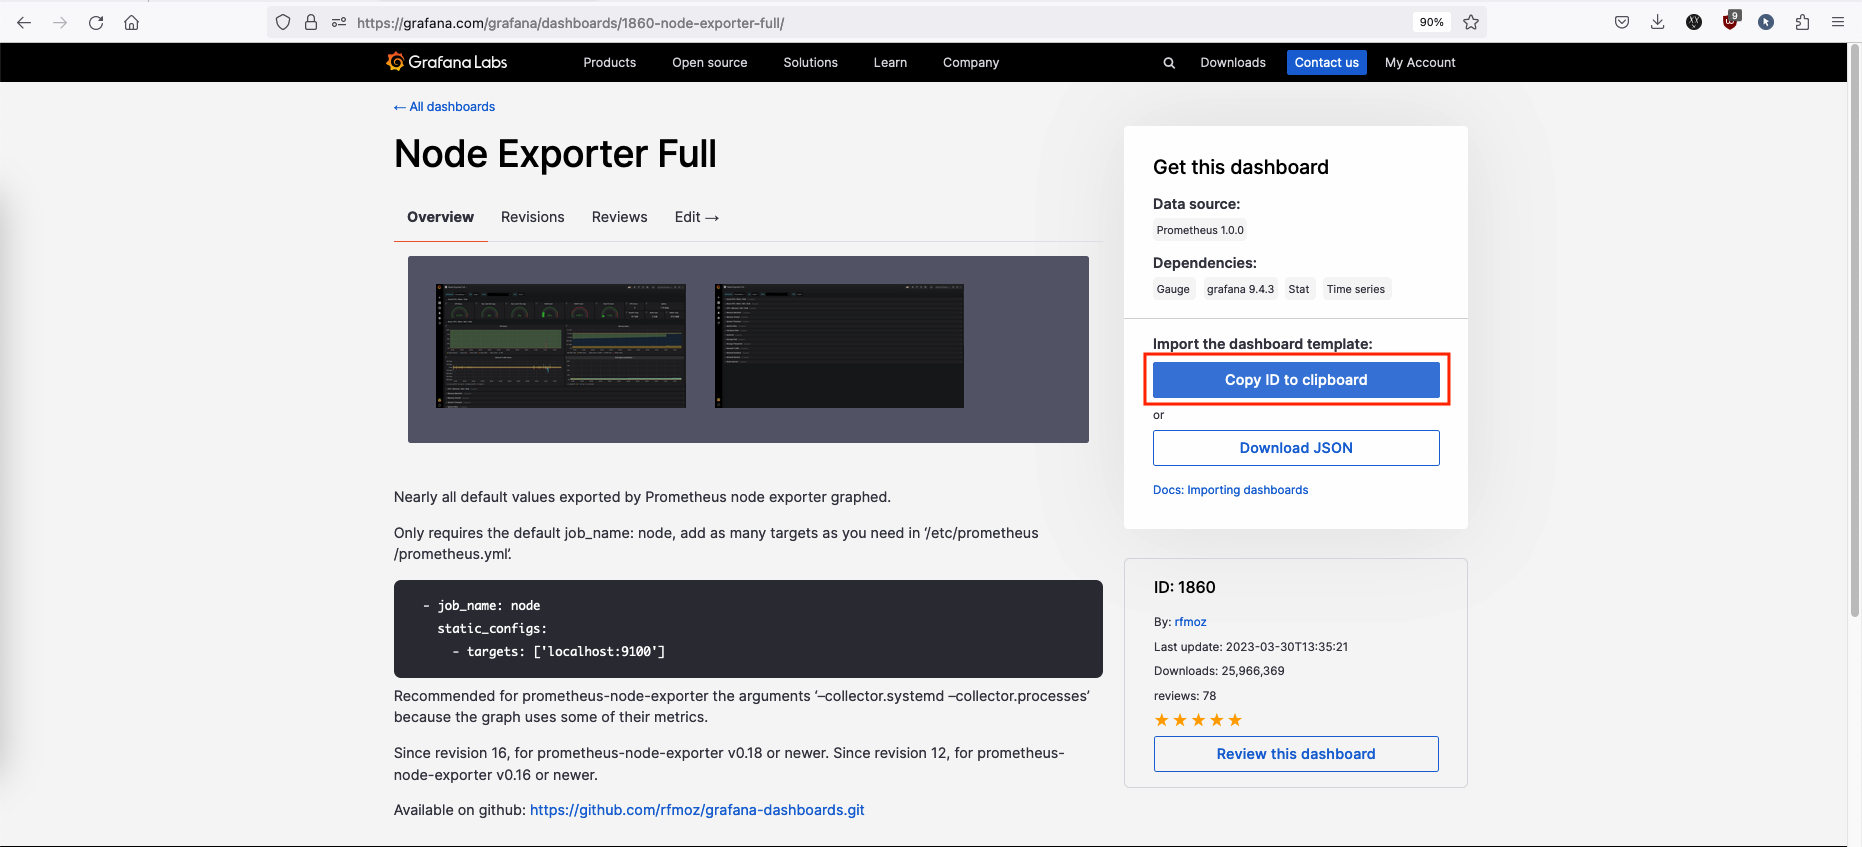 https://grafana.com/grafana/dashboards/1860-node-exporter-full/
90%
9
Grafana Labs
Products
Open source
Solutions
Learn
Company
Downloads
Contact us
My Account
← All dashboards
Node Exporter Full
Overview
Revisions
Reviews
Edit →
Nearly all default values exported by Prometheus node exporter graphed.
Only requires the default job_name: node, add as many targets as you need in ‘/etc/prometheus
/prometheus.yml’.
- job_name: node
static_configs:
- targets: ['localhost:9100']
Recommended for prometheus-node-exporter the arguments ‘–collector.systemd –collector.processes’
because the graph uses some of their metrics.
Since revision 16, for prometheus-node-exporter v0.18 or newer. Since revision 12, for prometheus-
node-exporter v0.16 or newer.
Available on github: https://github.com/rfmoz/grafana-dashboards.git
Get this dashboard
Data source:
Prometheus 1.0.0
Dependencies:
Gauge
grafana 9.4.3
Stat
Time series
Import the dashboard template:
Copy ID to clipboard
or
Download JSON
Docs: Importing dashboards
ID: 1860
By: rfmoz
Last update: 2023-03-30T13:35:21
Downloads: 25,966,369
reviews: 78
Review this dashboard